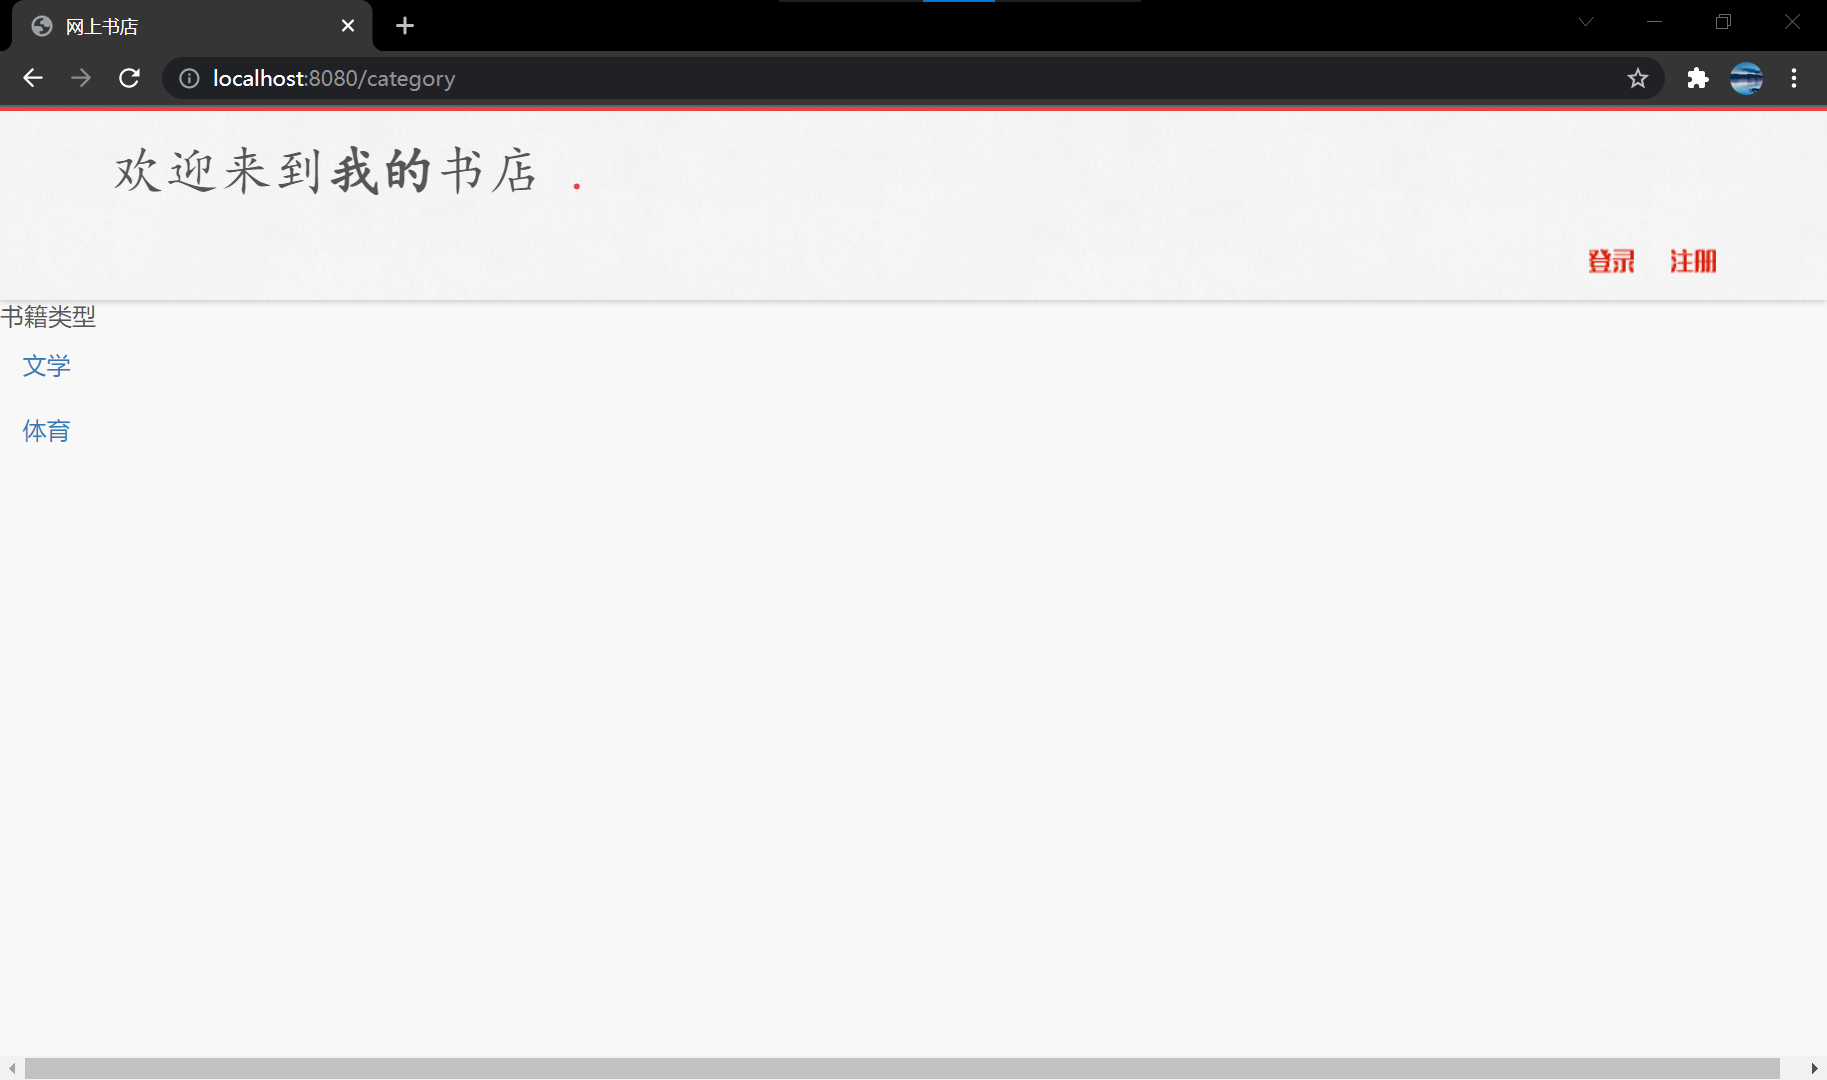 网上书店
localhost:8080/category
欢迎来到我的书店 .
登录 注册
书籍类型
文学
体育